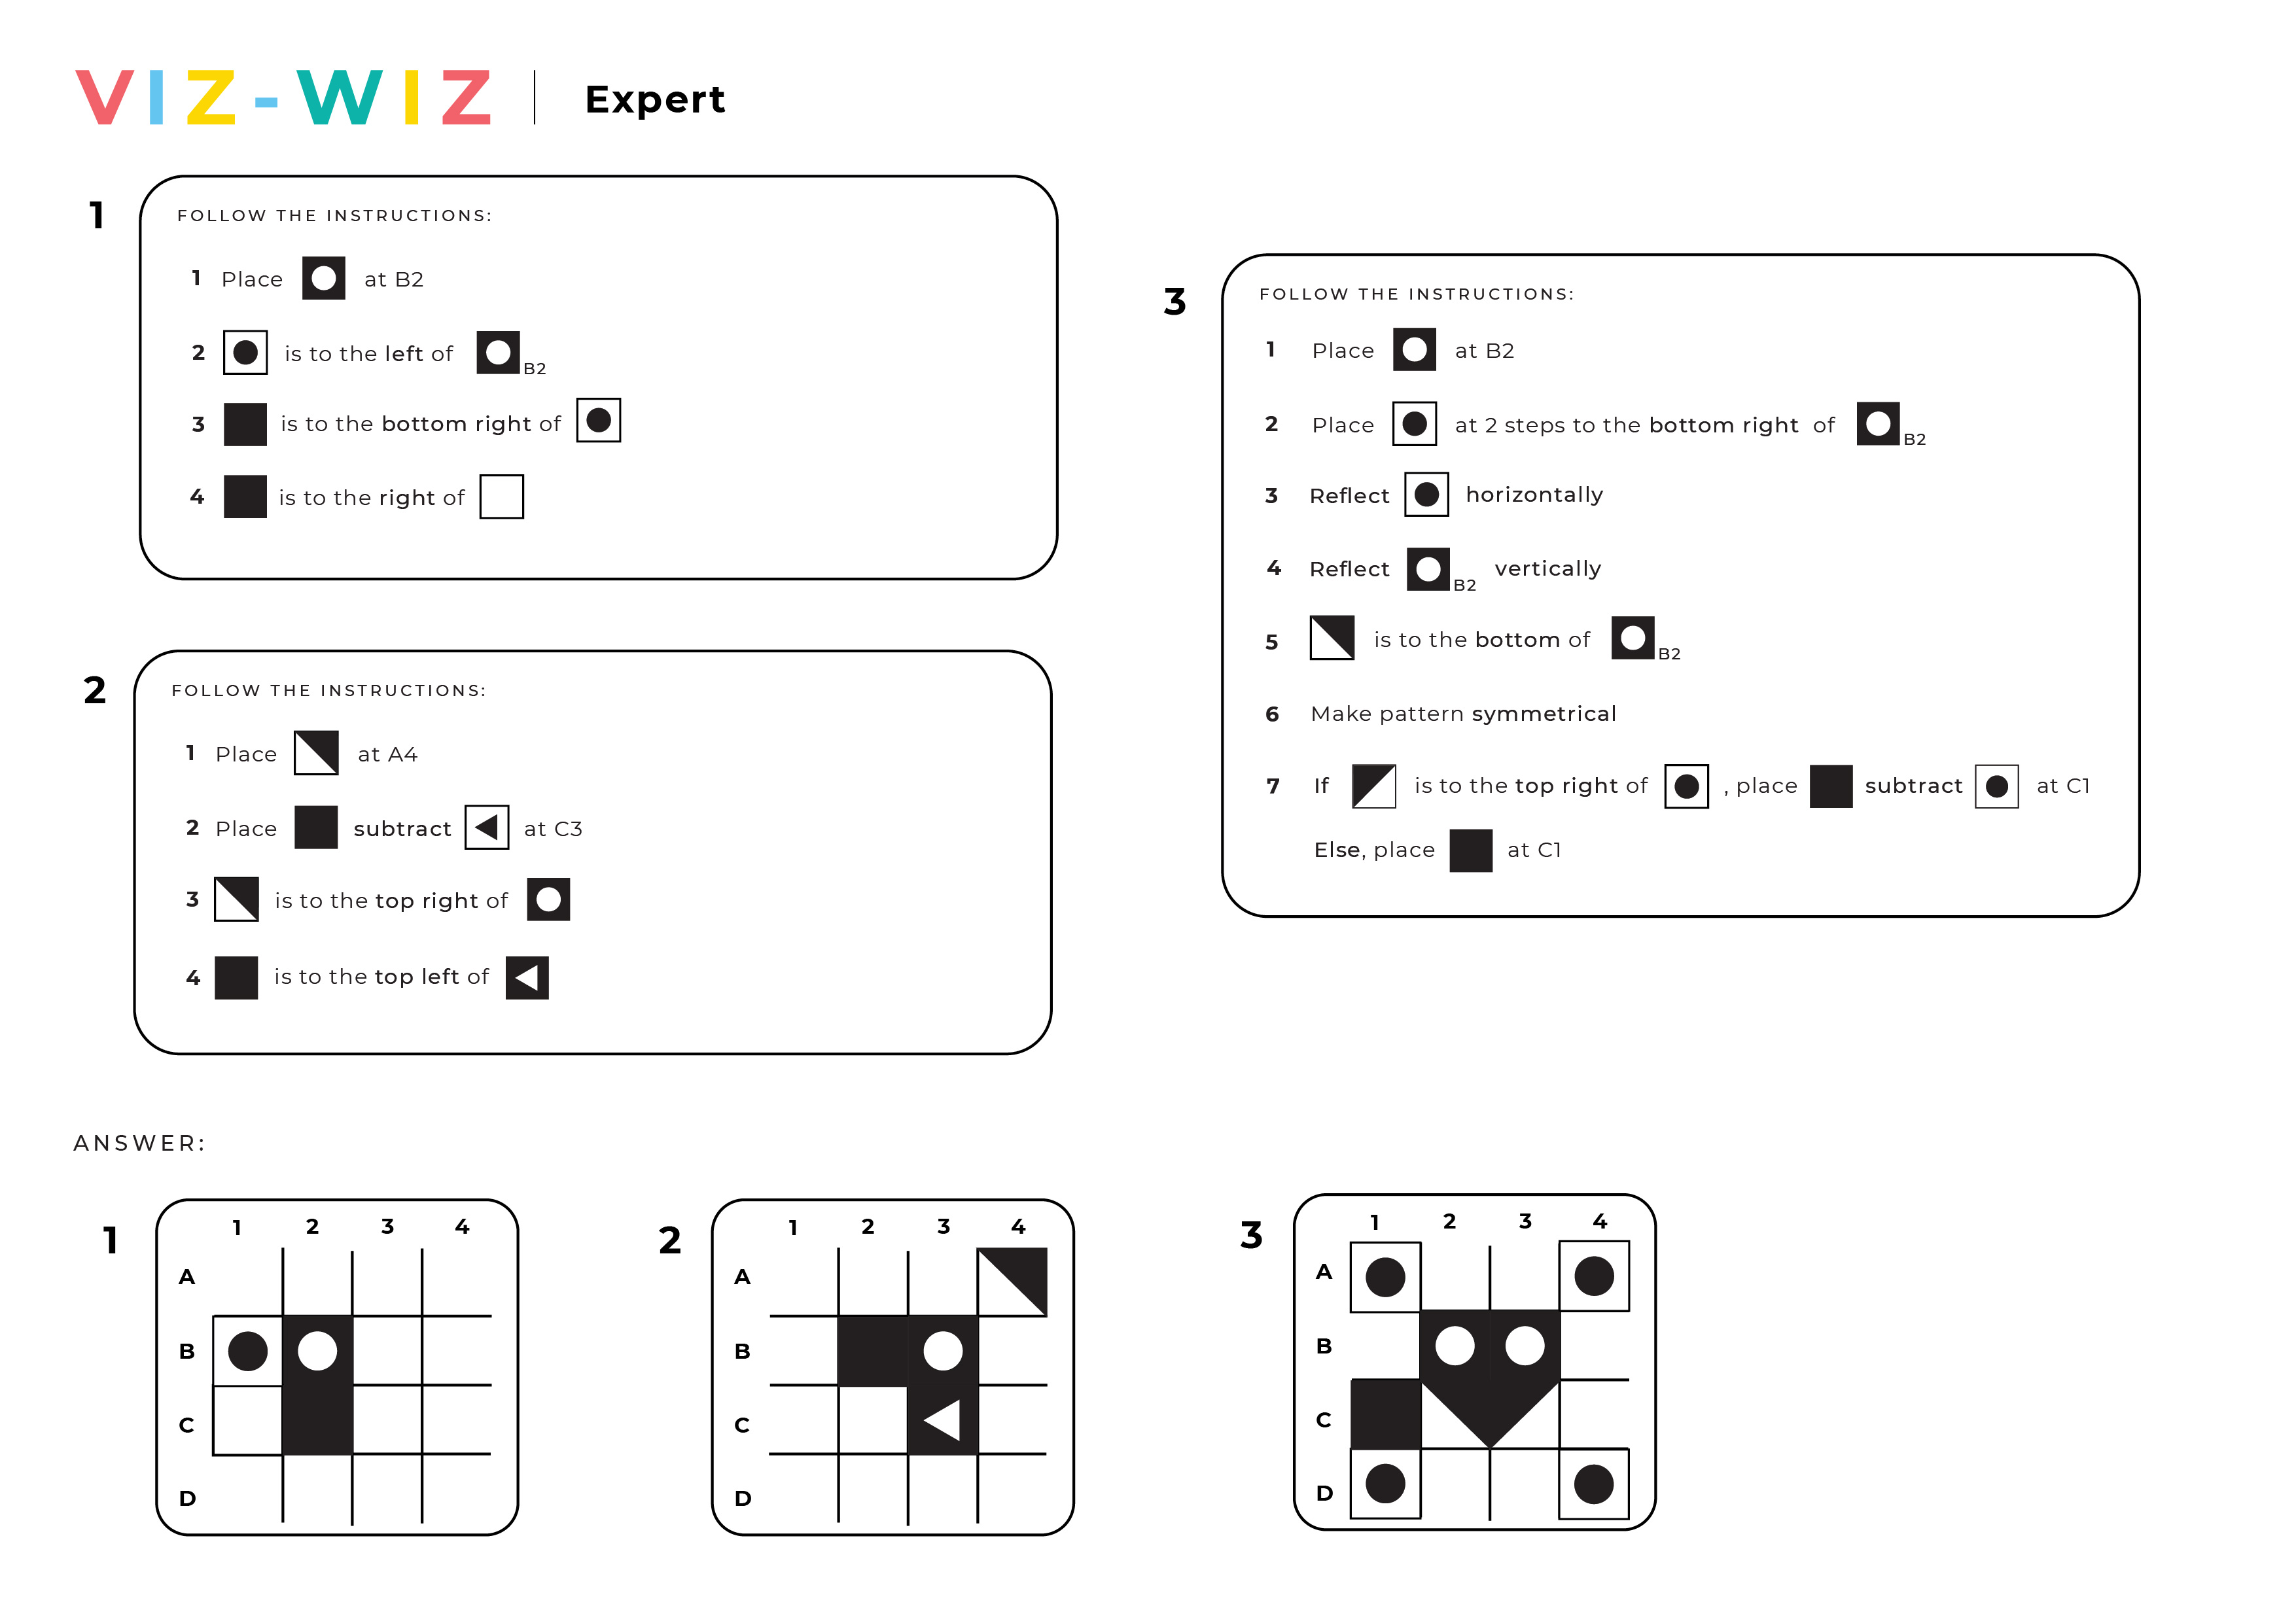 VIZ-WIZ | Expert
1
FOLLOW THE INSTRUCTIONS:
1 Place at B2
2 is to the left of B2
3 is to the bottom right of
4 is to the right of
2
FOLLOW THE INSTRUCTIONS:
1 Place at A4
2 Place subtract at C3
3 is to the top right of
4 is to the top left of
3
FOLLOW THE INSTRUCTIONS:
1 Place at B2
2 Place at 2 steps to the bottom right of B2
3 Reflect horizontally
4 Reflect B2 vertically
5 is to the bottom of B2
6 Make pattern symmetrical
7 If is to the top right of , place subtract at C1
Else, place at C1
ANSWER:
1
1 2 3 4
A
B
C
D
2
1 2 3 4
A
B
C
D
3
1 2 3 4
A
B
C
D